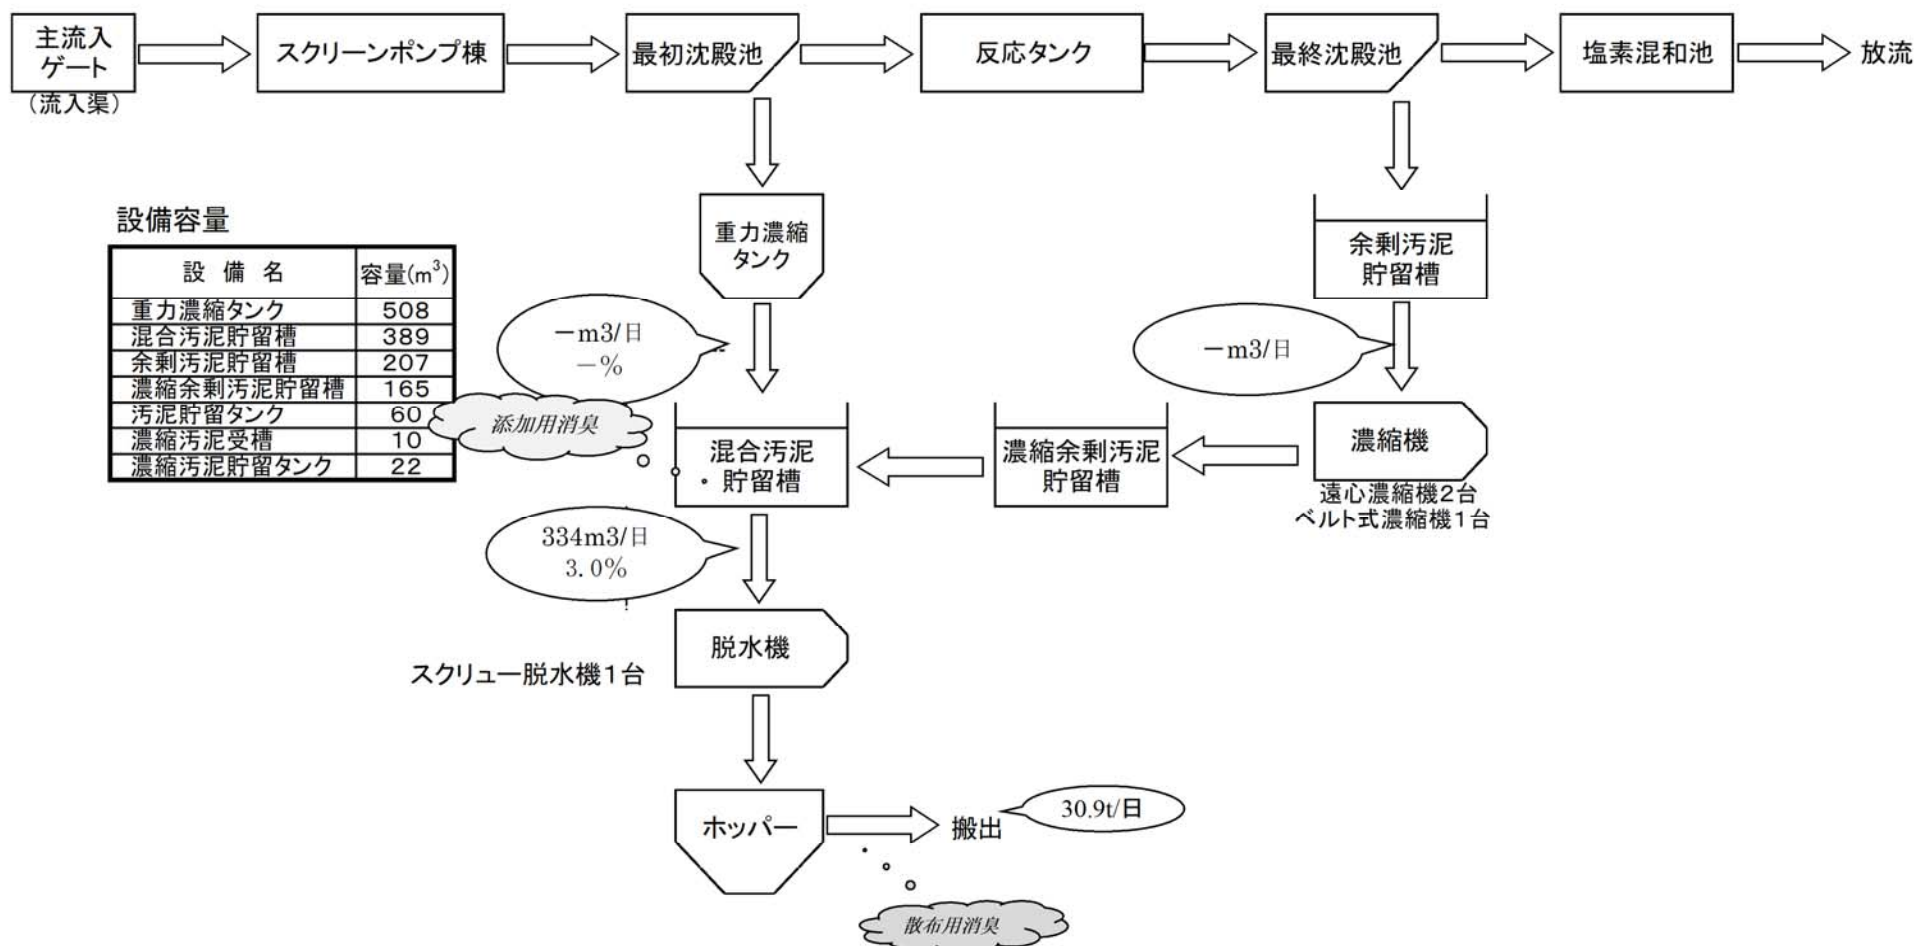 主流入
ゲート
(流入渠)
スクリーンポンプ棟
最初沈殿池
反応タンク
最終沈殿池
塩素混和池
放流
重力濃縮
タンク
余剰汚泥
貯留槽
設備容量
設 備 名 容量(m³)
重力濃縮タンク 508
混合汚泥貯留槽 389
余剰汚泥貯留槽 207
濃縮余剰汚泥貯留槽 165
汚泥貯留タンク 60
濃縮汚泥受槽 10
濃縮汚泥貯留タンク 22
−m3/日
−%
−m3/日
添加用消臭
混合汚泥
貯留槽
濃縮余剰汚泥
貯留槽
濃縮機
遠心濃縮機2台
ベルト式濃縮機1台
334m3/日
3.0%
脱水機
スクリュー脱水機1台
ホッパー
搬出
30.9t/日
散布用消臭